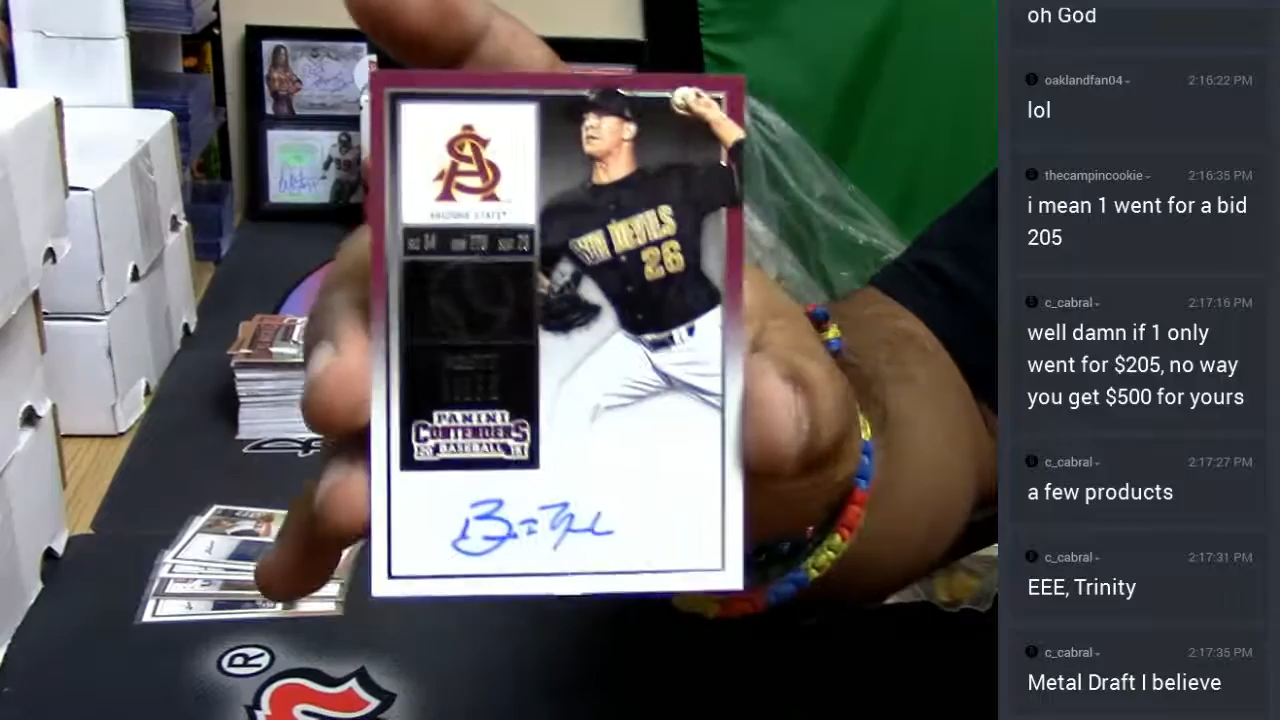 ARIZONA STATE
SUN DEVILS
26
PANINI
CONTENDERS
BASEBALL
®
oh God
oaklandfan04
2:16:22 PM
lol
thecampincookie
2:16:35 PM
i mean 1 went for a bid
205
c_cabral
2:17:16 PM
well damn if 1 only
went for $205, no way
you get $500 for yours
c_cabral
2:17:27 PM
a few products
c_cabral
2:17:31 PM
EEE, Trinity
c_cabral
2:17:35 PM
Metal Draft I believe